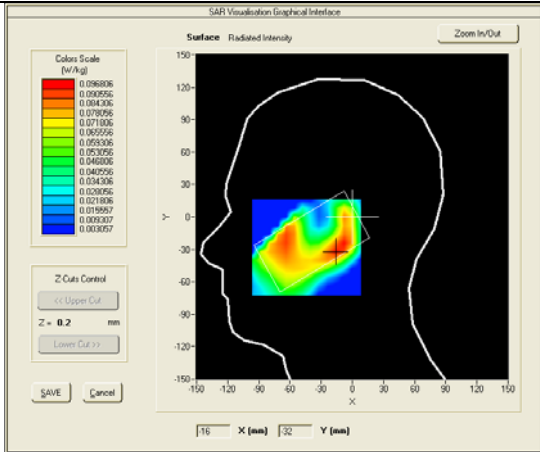 SAR Visualisation Graphical Interface
Surface Radiated Intensity
Zoom In/Out
Colors Scale
(W/kg)
0.096806
0.090556
0.084306
0.078056
0.071806
0.065556
0.059306
0.053056
0.046806
0.040556
0.034306
0.028056
0.021806
0.015557
0.009307
0.003057
Z Cuts Control
<< Upper Cut
Z = 0.2 mm
Lower Cut >>
SAVE Cancel
150
120
90
60
30
0
-30
-60
-90
-120
-150
Y
-150 -120 -90 -60 -30 0 30 60 90 120 150
X
-16 X (mm) -32 Y (mm)